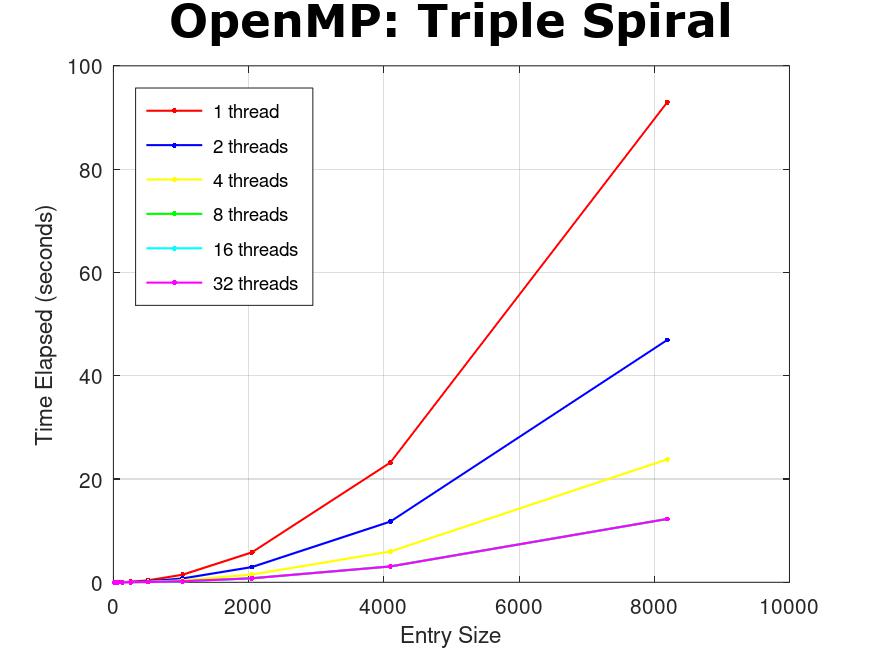 OpenMP: Triple Spiral
100
80
60
40
20
0
1 thread
2 threads
4 threads
8 threads
16 threads
32 threads
Time Elapsed (seconds)
0
2000
4000
6000
8000
10000
Entry Size